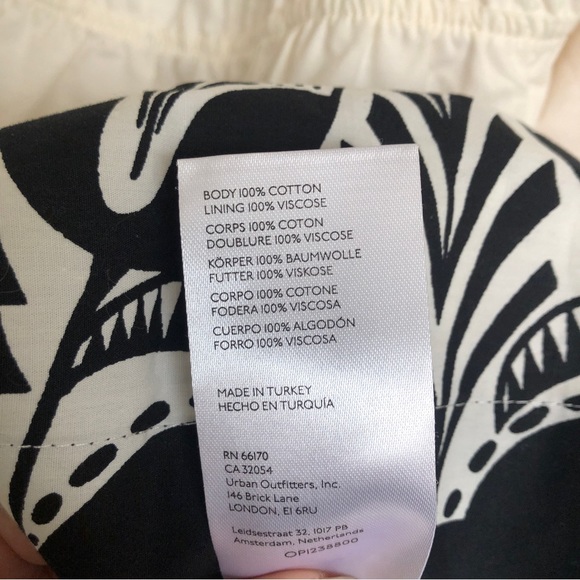 BODY 100% COTTON
LINING 100% VISCOSE
CORPS 100% COTON
DOUBLURE 100% VISCOSE
KÖRPER 100% BAUMWOLLE
FUTTER 100% VISKOSE
CORPO 100% COTONE
FODERA 100% VISCOSA
CUERPO 100% ALGODÓN
FORRO 100% VISCOSA
MADE IN TURKEY
HECHO EN TURQUÍA
RN 66170
CA 32054
Urban Outfitters, Inc.
146 Brick Lane
LONDON, E1 6RU
Leidsestraat 32, 1017 PB
Amsterdam, Netherlands
OP1238800